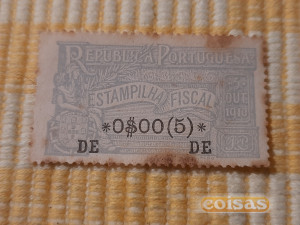 REPUBLICA PORTUGUESA
ESTAMPILHA FISCAL
*0$00(5)*
DE DE
coisas